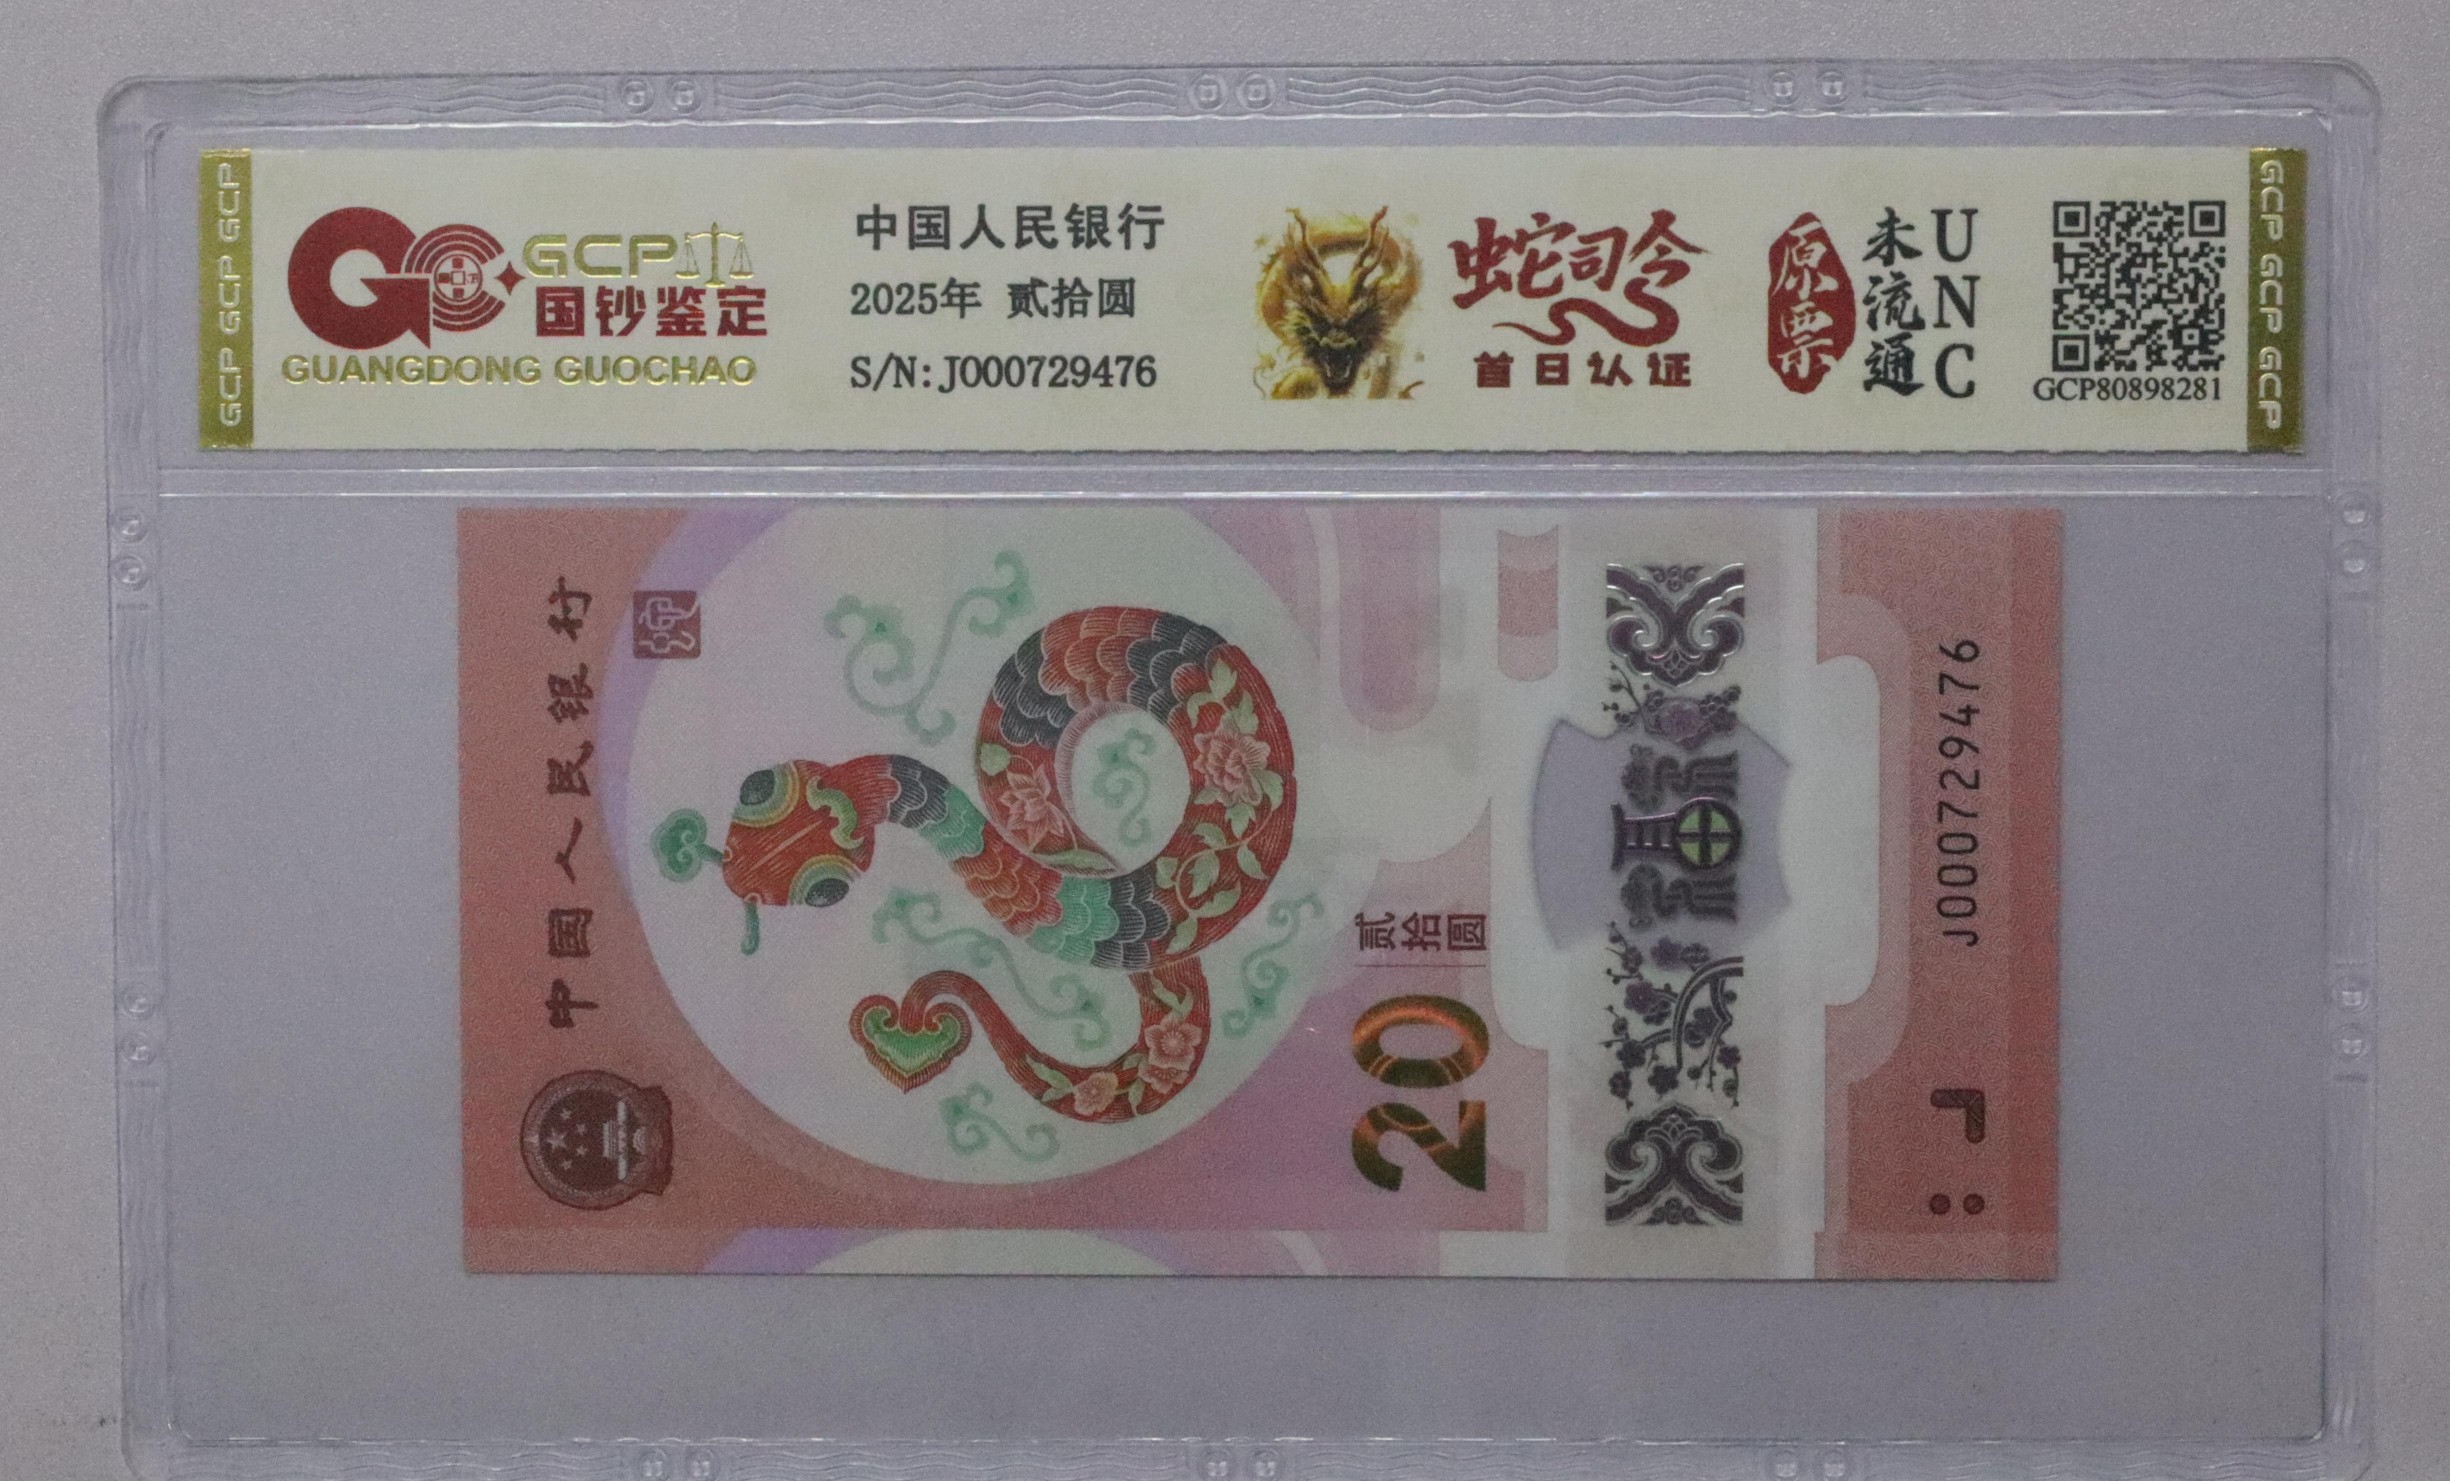 GCP GCP GCP
GCP
国钞鉴定
GUANGDONG GUOCHAO
中国人民银行
2025年 贰拾圆
S/N:J000729476
蛇司令
首日认证
原票
未流通
UNC
GCP80898281
GCP GCP GCP
中国人民银行
蛇
贰拾圆
20
福
J000729476